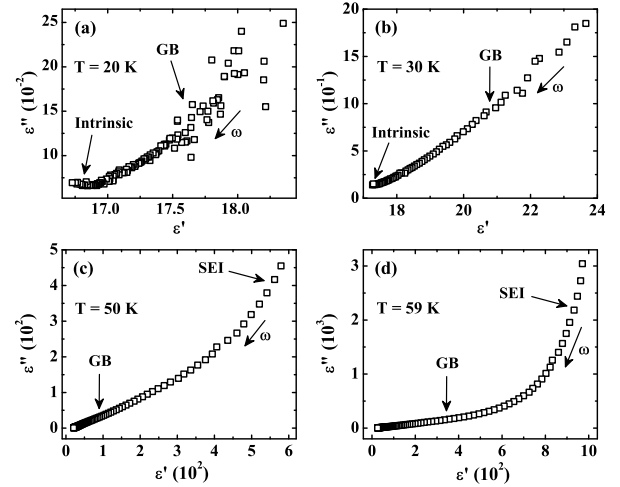 (a)
T = 20 K
GB
Intrinsic
ω
ε'' (10⁻²)
25
20
15
10
17.0 17.5 18.0
ε'
(b)
T = 30 K
GB
Intrinsic
ω
ε'' (10⁻¹)
20
15
10
5
0
18 20 22 24
ε'
(c)
T = 50 K
SEI
GB
ω
ε'' (10²)
5
4
3
2
1
0
0 1 2 3 4 5 6
ε' (10²)
(d)
T = 59 K
SEI
GB
ω
ε'' (10³)
3
2
1
0
0 2 4 6 8 10
ε' (10²)